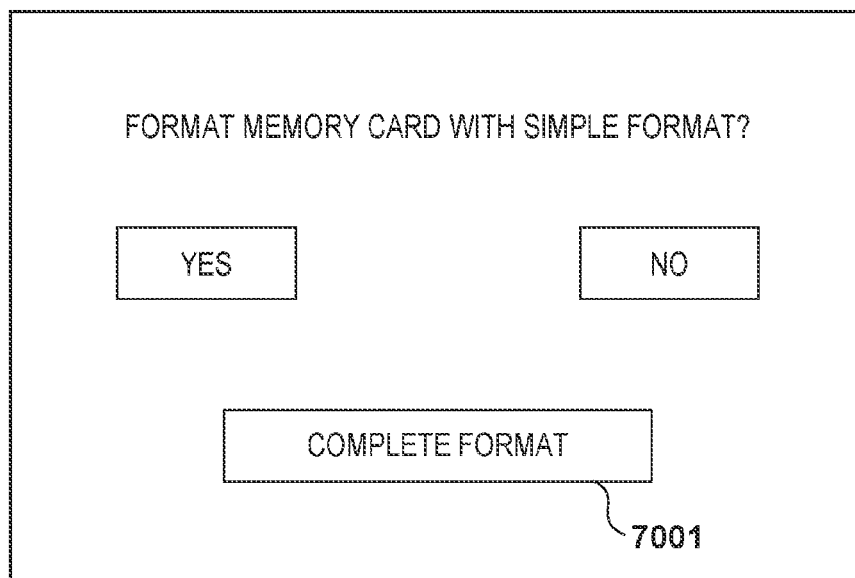 FORMAT MEMORY CARD WITH SIMPLE FORMAT?
YES NO
COMPLETE FORMAT
7001